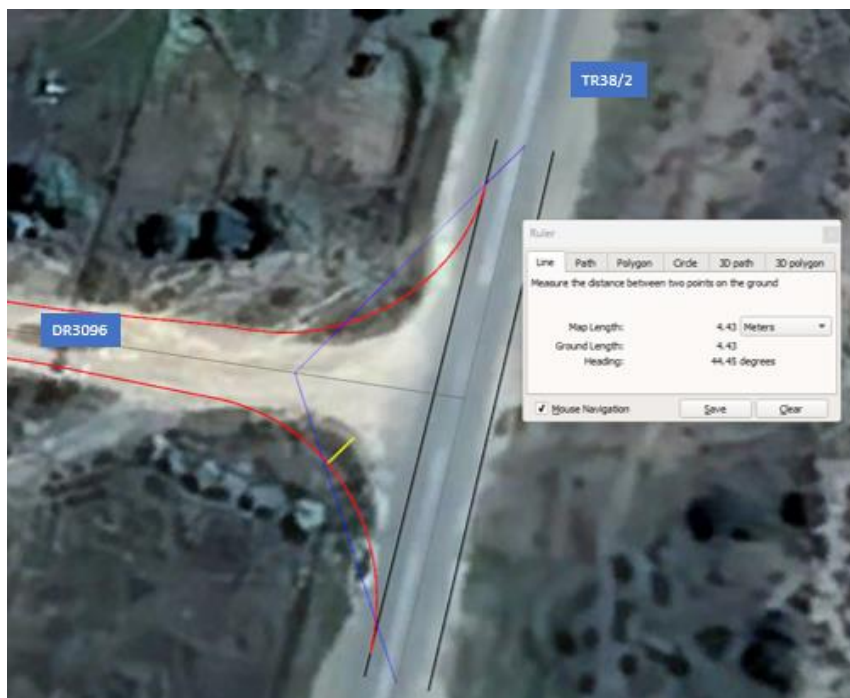 TR38/2
Ruler
Line Path Polygon Circle 3D path 3D polygon
Measure the distance between two points on the ground
Map Length: 4.43 Meters
Ground Length: 4.43
Heading: 44.45 degrees
Mouse Navigation Save Clear
DR3096